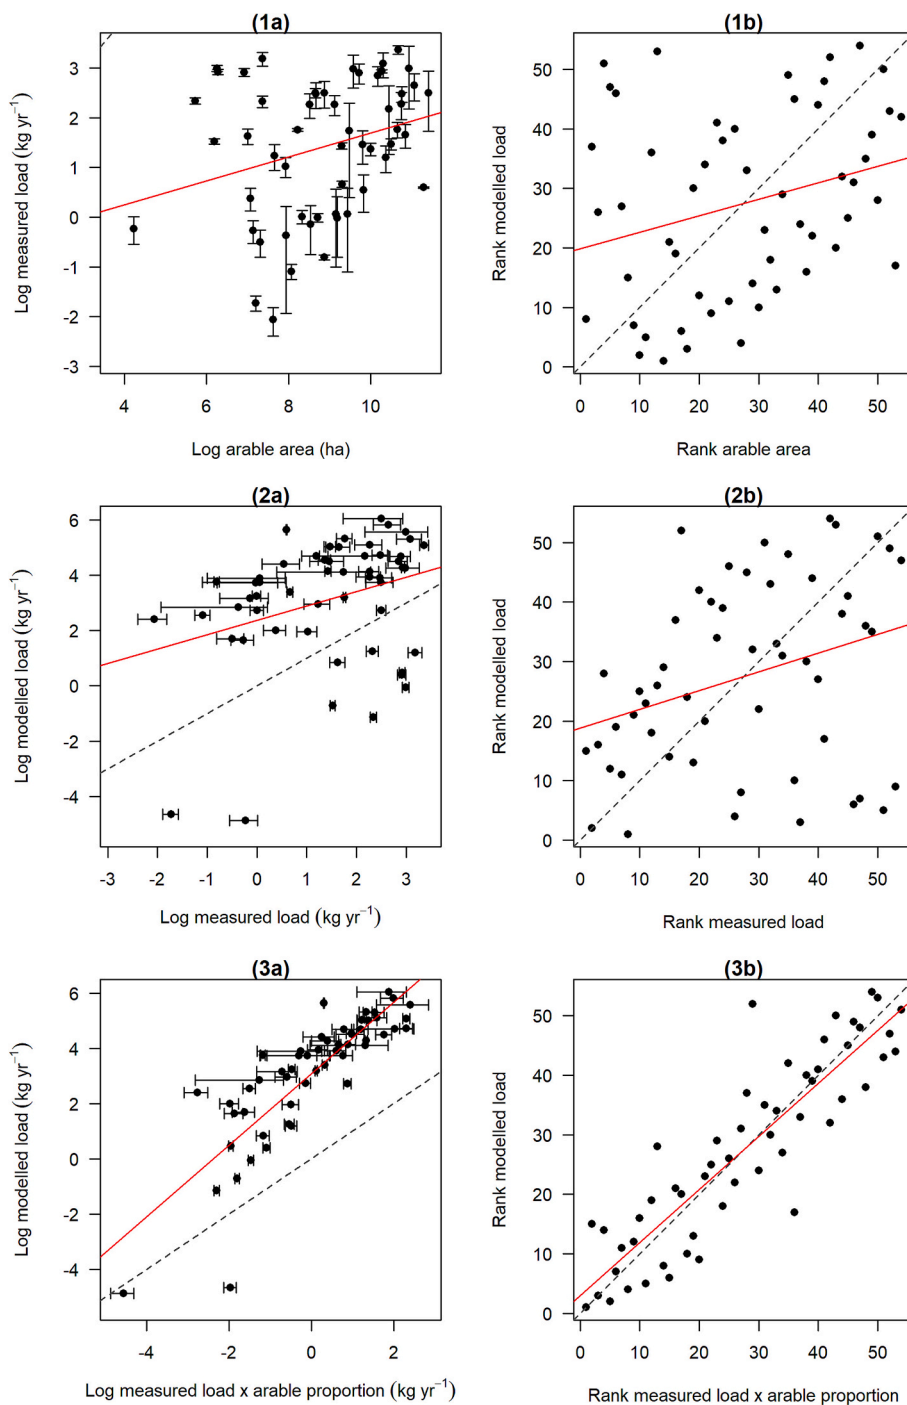 (1a)
Log measured load (kg yr⁻¹)
3
2
1
0
-1
-2
-3
4 6 8 10
Log arable area (ha)
(1b)
Rank modelled load
50
40
30
20
10
0
0 10 20 30 40 50
Rank arable area
(2a)
Log modelled load (kg yr⁻¹)
6
4
2
0
-2
-4
-3 -2 -1 0 1 2 3
Log measured load (kg yr⁻¹)
(2b)
Rank modelled load
50
40
30
20
10
0
0 10 20 30 40 50
Rank measured load
(3a)
Log modelled load (kg yr⁻¹)
6
4
2
0
-2
-4
-4 -2 0 2
Log measured load x arable proportion (kg yr⁻¹)
(3b)
Rank modelled load
50
40
30
20
10
0
0 10 20 30 40 50
Rank measured load x arable proportion